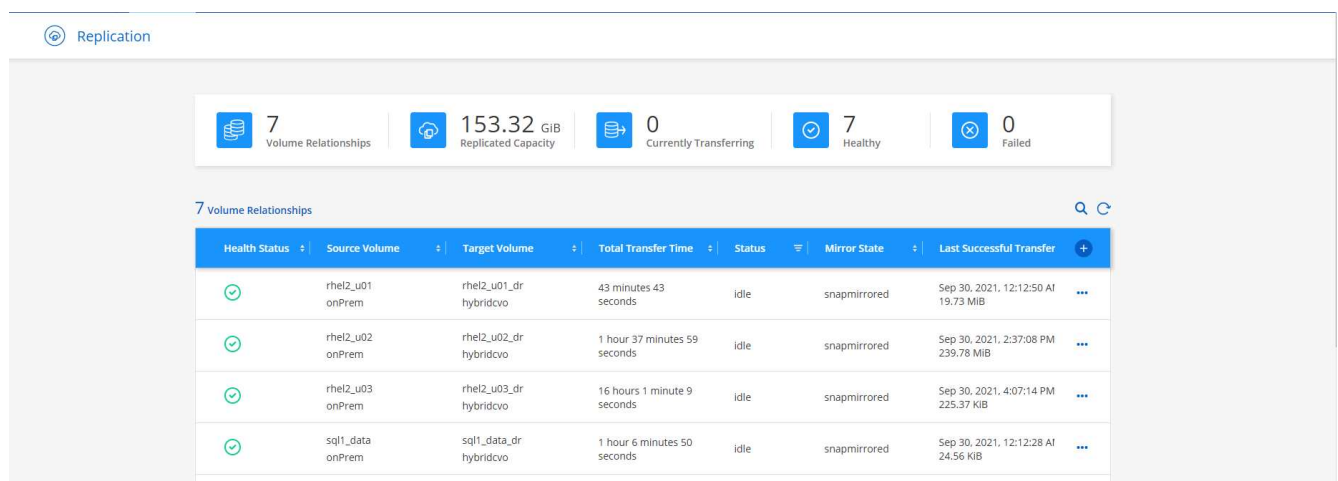 Replication
7
Volume Relationships
153.32 GiB
Replicated Capacity
0
Currently Transferring
7
Healthy
0
Failed
7 Volume Relationships
Health Status Source Volume Target Volume Total Transfer Time Status Mirror State Last Successful Transfer
rhel2_u01 rhel2_u01_dr 43 minutes 43 idle snapmirrored Sep 30, 2021, 12:12:50 AM
onPrem hybridcvo seconds 19.73 MiB
rhel2_u02 rhel2_u02_dr 1 hour 37 minutes 59 idle snapmirrored Sep 30, 2021, 2:37:08 PM
onPrem hybridcvo seconds 239.78 MiB
rhel2_u03 rhel2_u03_dr 16 hours 1 minute 9 idle snapmirrored Sep 30, 2021, 4:07:14 PM
onPrem hybridcvo seconds 225.37 KiB
sql1_data sql1_data_dr 1 hour 6 minutes 50 idle snapmirrored Sep 30, 2021, 12:12:28 AM
onPrem hybridcvo seconds 24.56 KiB